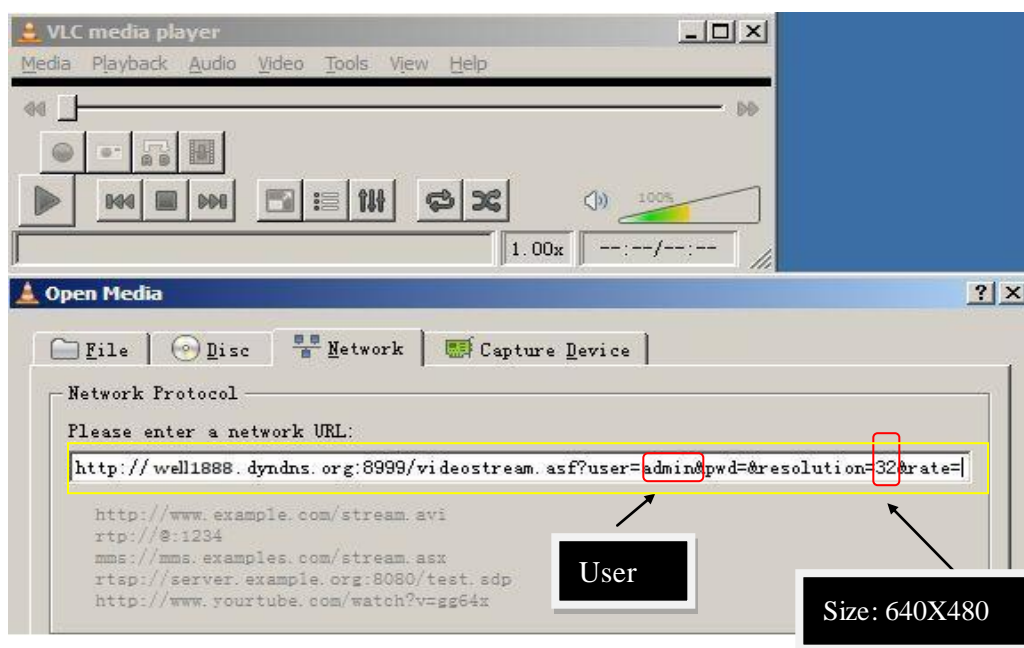 VLC media player
Media Playback Audio Video Tools View Help
100%
1.00x --:--/--:--
Open Media
File Disc Network Capture Device
Network Protocol
Please enter a network URL:
http://well1888.dyndns.org:8999/videostream.asf?user=admin&pwd=&resolution=32&rate=
http://www.example.com/stream.avi
rtp://@:1234
mms://mms.examples.com/stream.asx
rtsp://server.example.org:8080/test.sdp
http://www.yourtube.com/watch?v=gg64x
User
Size: 640X480